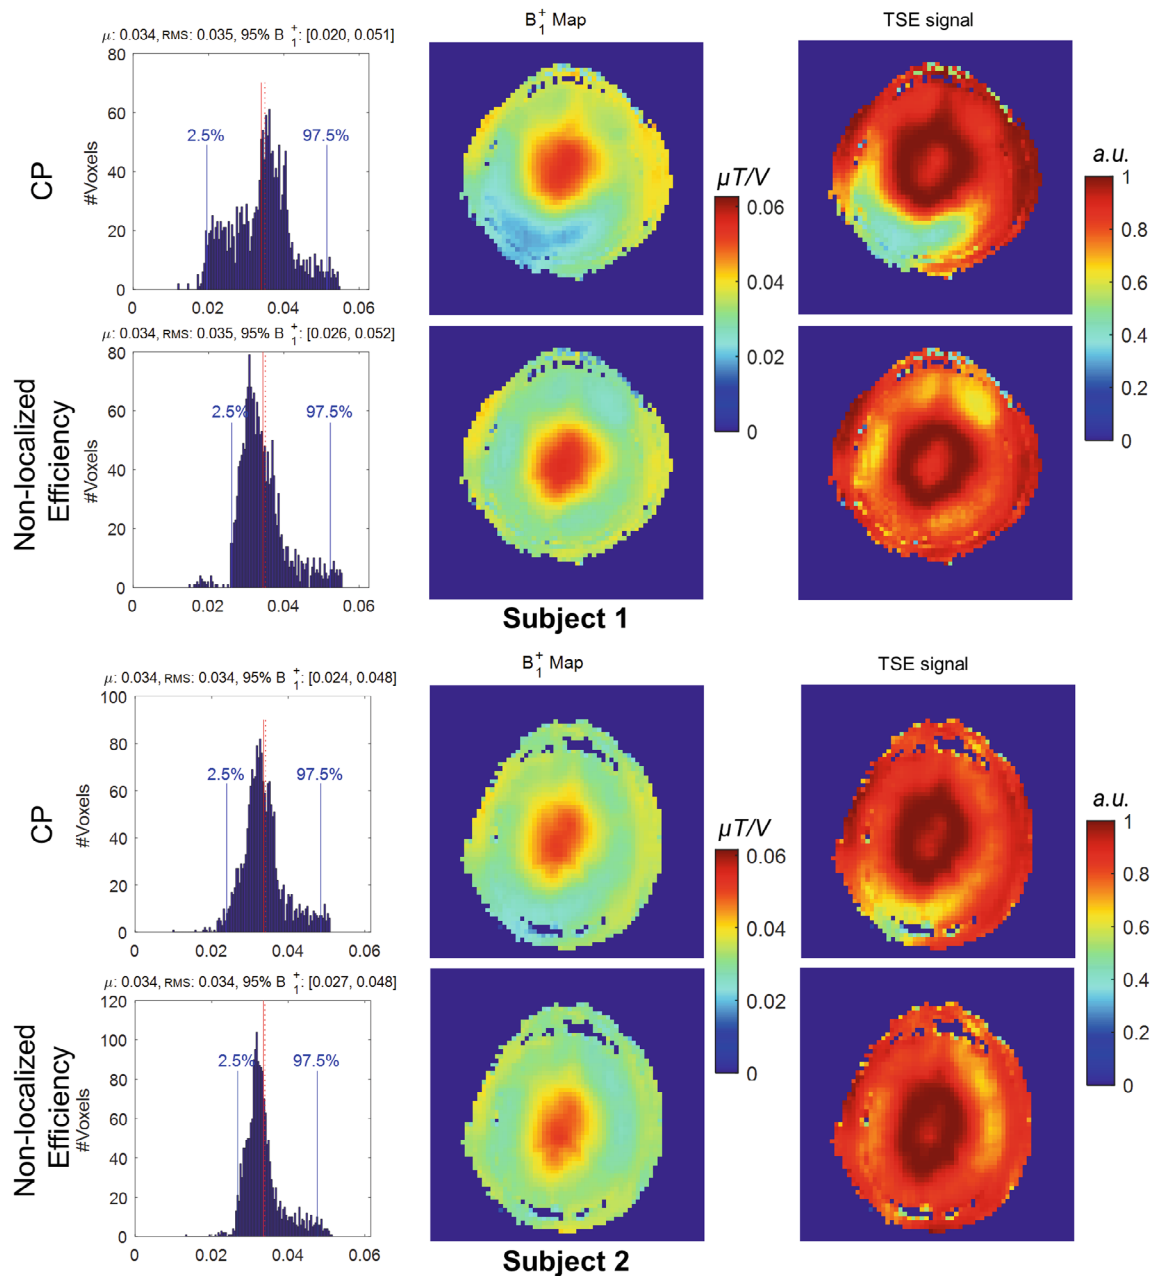 B₁⁺ Map
TSE signal
μ: 0.034, RMS: 0.035, 95% B₁⁺: [0.020, 0.051]
CP
#Voxels
80
60
40
20
0
2.5%
97.5%
0
0.02
0.04
0.06
μT/V
0.06
0.04
0.02
0
a.u.
1
0.8
0.6
0.4
0.2
0
μ: 0.034, RMS: 0.035, 95% B₁⁺: [0.026, 0.052]
Non-localized
Efficiency
#Voxels
80
60
40
20
0
2.5%
97.5%
0
0.02
0.04
0.06
Subject 1
B₁⁺ Map
TSE signal
μ: 0.034, RMS: 0.034, 95% B₁⁺: [0.024, 0.048]
CP
#Voxels
100
80
60
40
20
0
2.5%
97.5%
0
0.02
0.04
0.06
μT/V
0.06
0.04
0.02
0
a.u.
1
0.8
0.6
0.4
0.2
0
μ: 0.034, RMS: 0.034, 95% B₁⁺: [0.027, 0.048]
Non-localized
Efficiency
#Voxels
120
100
80
60
40
20
0
2.5%
97.5%
0
0.02
0.04
0.06
Subject 2